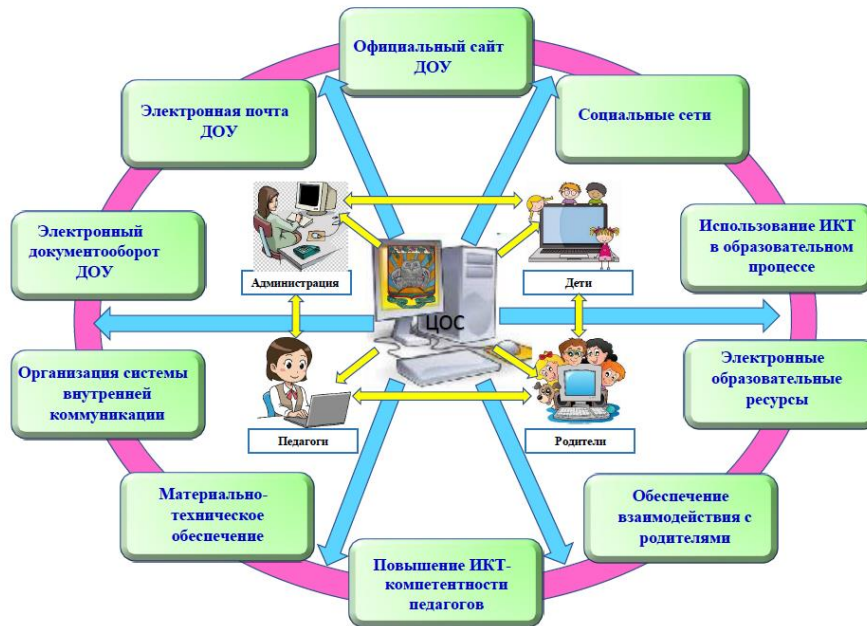 Официальный сайт
ДОУ
Электронная почта
ДОУ
Социальные сети
Электронный
документооборот
ДОУ
Использование ИКТ
в образовательном
процессе
Администрация
Дети
ЦОС
Организация системы
внутренней
коммуникации
Электронные
образовательные
ресурсы
Педагоги
Родители
Материально-
техническое
обеспечение
Обеспечение
взаимодействия с
родителями
Повышение ИКТ-
компетентности
педагогов